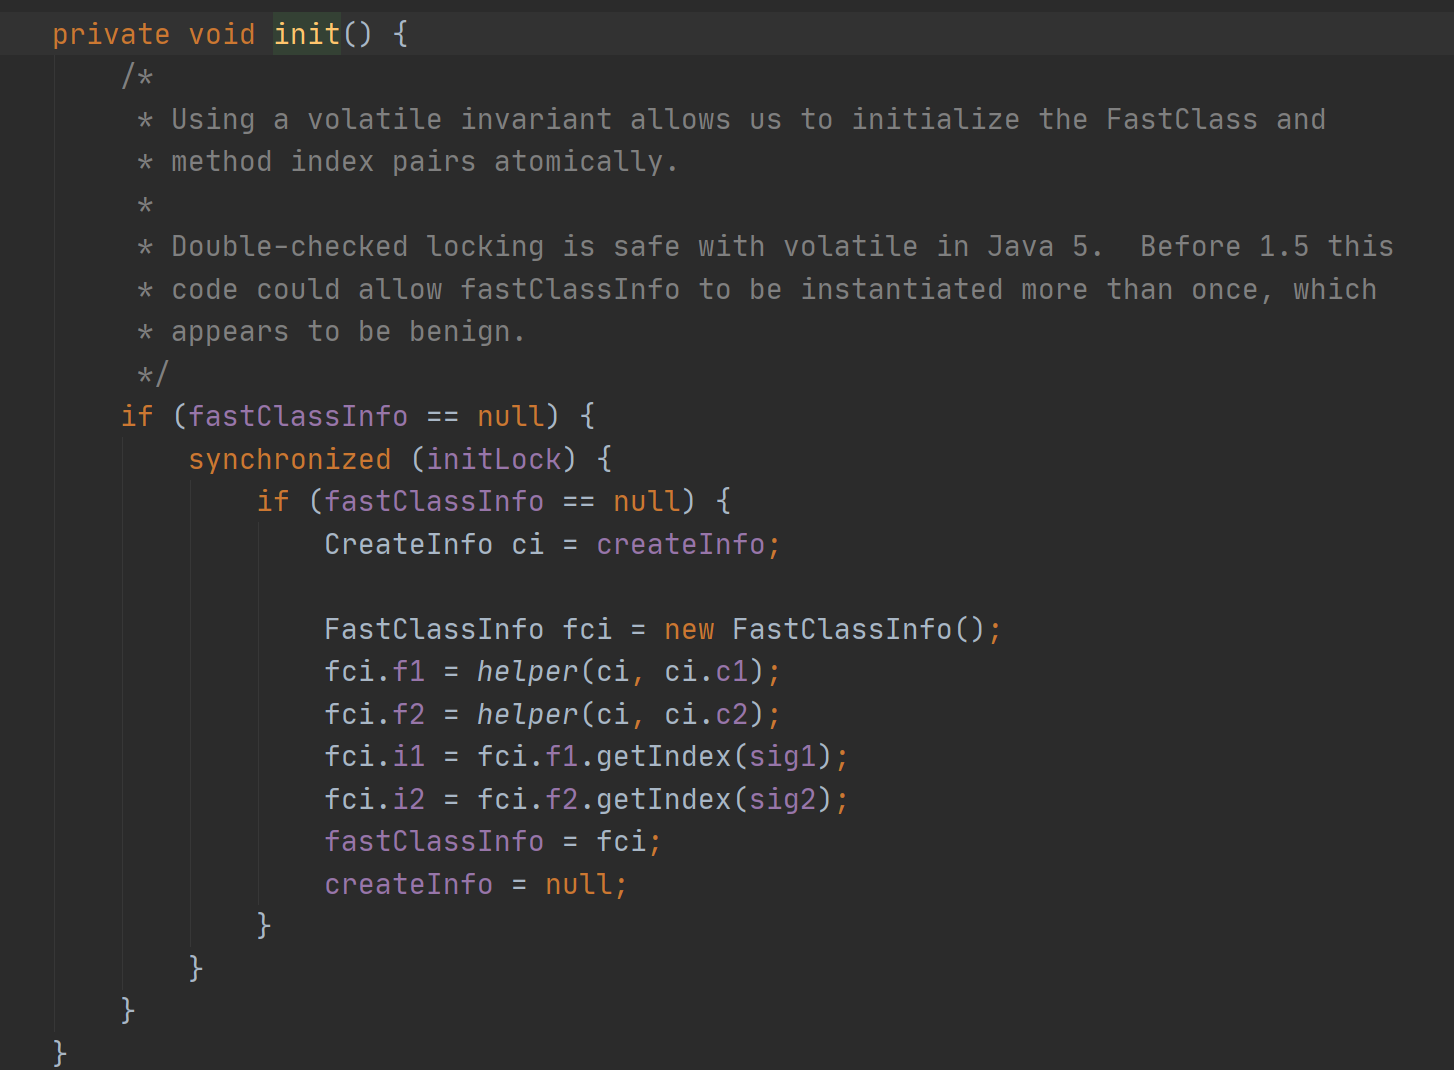 private void init() {
/*
* Using a volatile invariant allows us to initialize the FastClass and
* method index pairs atomically.
*
* Double-checked locking is safe with volatile in Java 5.  Before 1.5 this
* code could allow fastClassInfo to be instantiated more than once, which
* appears to be benign.
*/
if (fastClassInfo == null) {
synchronized (initLock) {
if (fastClassInfo == null) {
CreateInfo ci = createInfo;
FastClassInfo fci = new FastClassInfo();
fci.f1 = helper(ci, ci.c1);
fci.f2 = helper(ci, ci.c2);
fci.i1 = fci.f1.getIndex(sig1);
fci.i2 = fci.f2.getIndex(sig2);
fastClassInfo = fci;
createInfo = null;
}
}
}
}